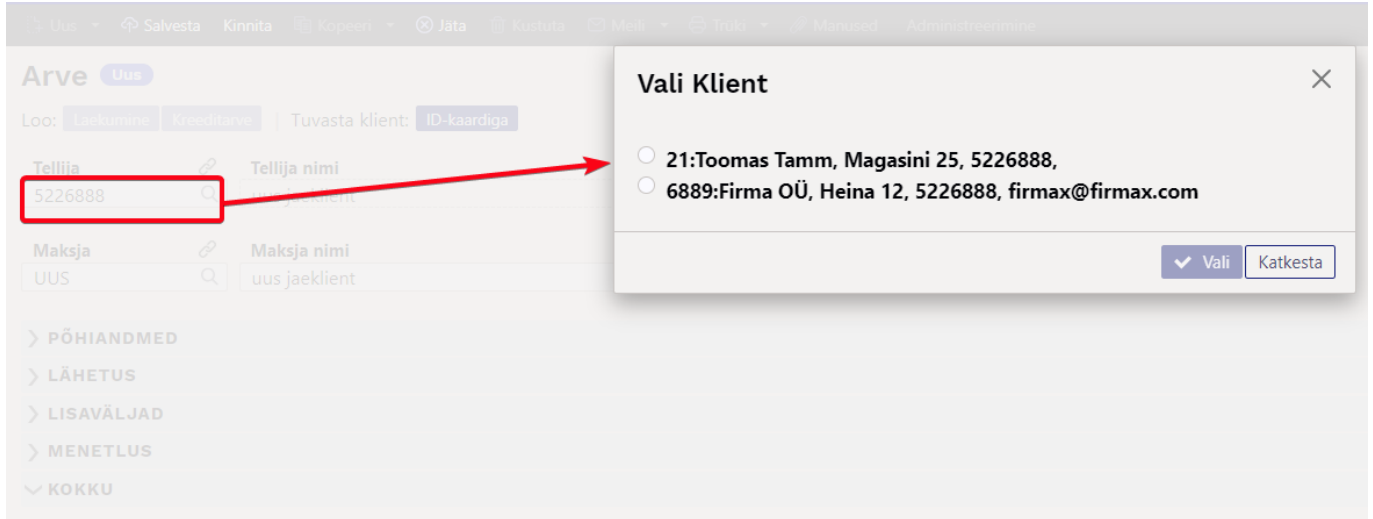 Uus Salvesta Kinnita Kopeeri Jäta Kustuta Meili Trüki Manused Administreerimine
Arve Uus
Loo: Laekumine Kreeditarve Tuvasta klient: ID-kaardiga
Tellija Tellija nimi
5226888 uus jaeklient
Maksja Maksja nimi
UUS uus jaeklient
PÕHIANDMED
LÄHETUS
LISAVÄLJAD
MENETLUS
KOKKU
Vali Klient
21:Toomas Tamm, Magasini 25, 5226888,
6889:Firma OÜ, Heina 12, 5226888, firmax@firmax.com
Vali Katkesta